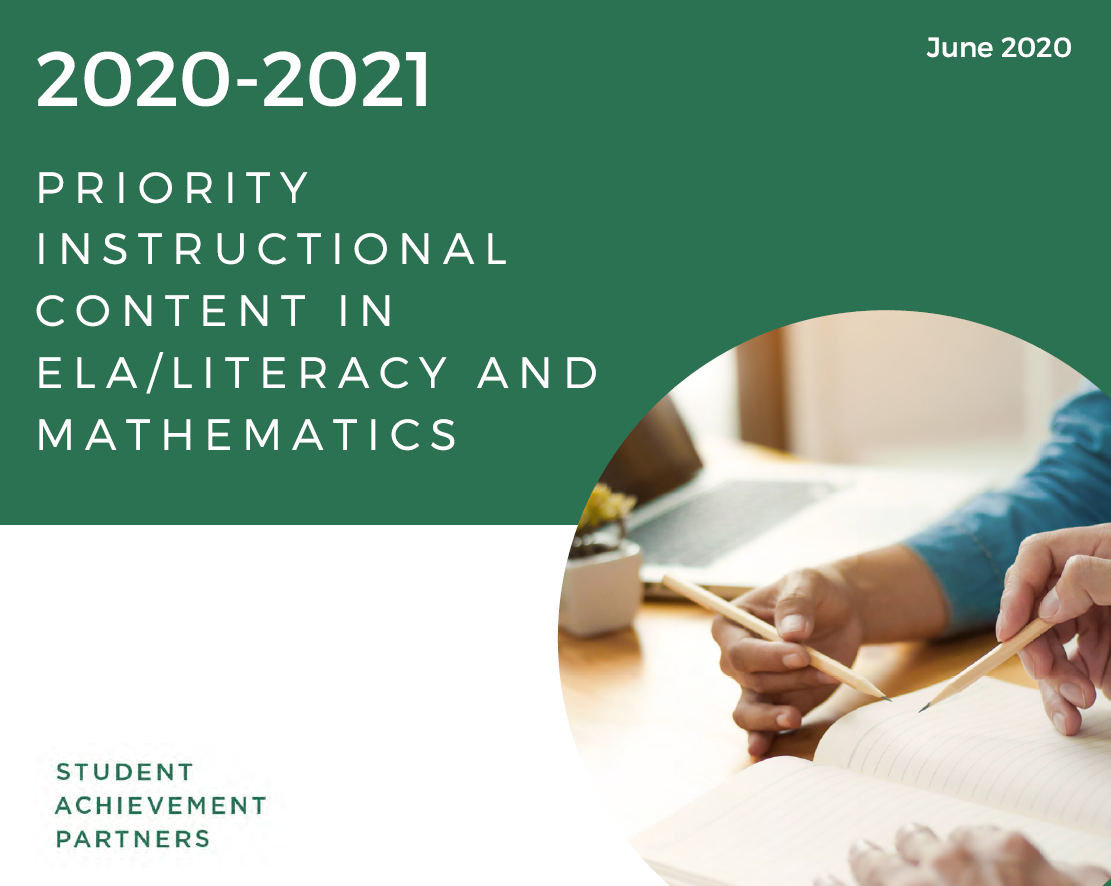 2020-2021
June 2020
PRIORITY
INSTRUCTIONAL
CONTENT IN
ELA/LITERACY AND
MATHEMATICS
STUDENT
ACHIEVEMENT
PARTNERS